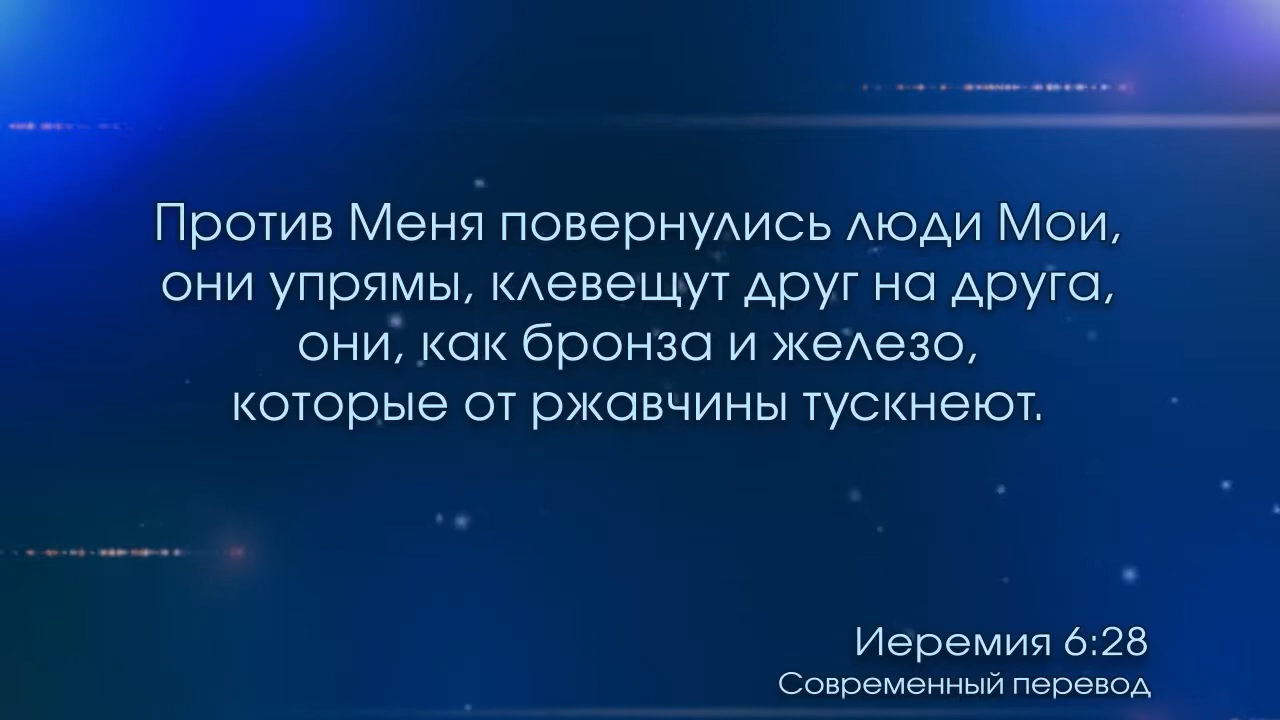 Против Меня повернулись люди Мои,
они упрямы, клевещут друг на друга,
они, как бронза и железо,
которые от ржавчины тускнеют.
Иеремия 6:28
Современный перевод